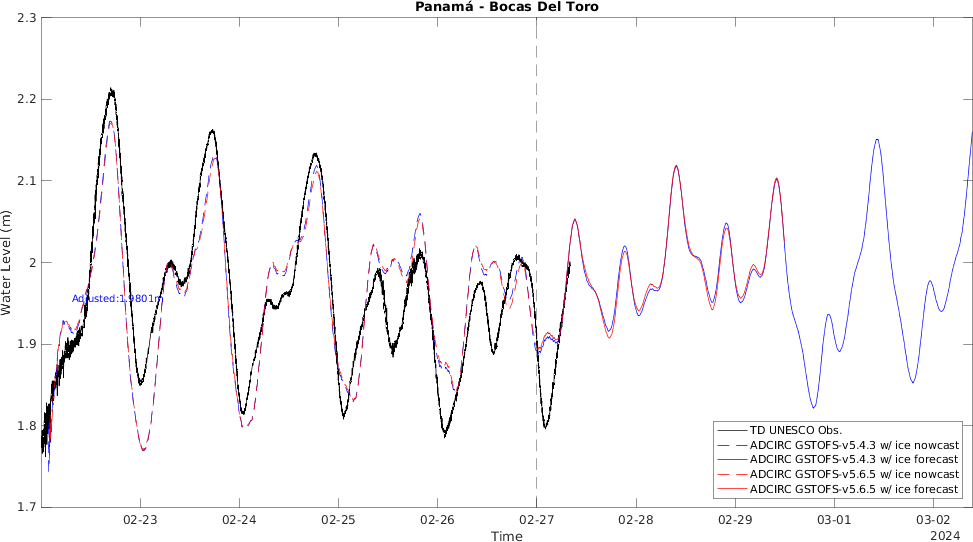 Panamá - Bocas Del Toro
Water Level (m)
2.3
2.2
2.1
2
1.9
1.8
1.7
Adjusted:1.9801m
TD UNESCO Obs.
ADCIRC GSTOFS-v5.4.3 w/ ice nowcast
ADCIRC GSTOFS-v5.4.3 w/ ice forecast
ADCIRC GSTOFS-v5.6.5 w/ ice nowcast
ADCIRC GSTOFS-v5.6.5 w/ ice forecast
02-23 02-24 02-25 02-26 02-27 02-28 02-29 03-01 03-02
Time
2024